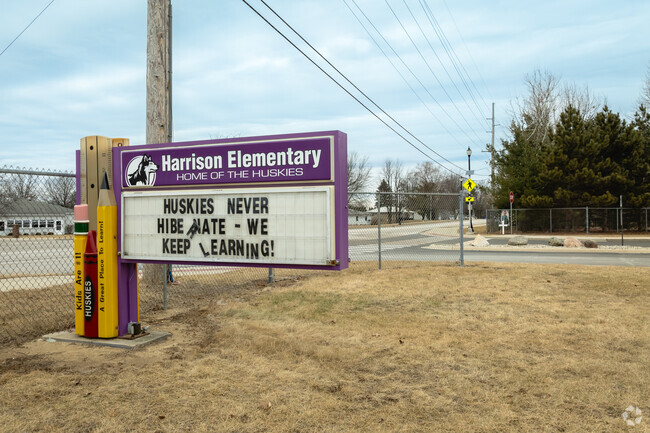 Harrison Elementary
HOME OF THE HUSKIES
HUSKIES NEVER
HIBE NATE - WE
KEEP LEARNING!
Kids Are #1
HUSKIES
A Great Place To Learn!